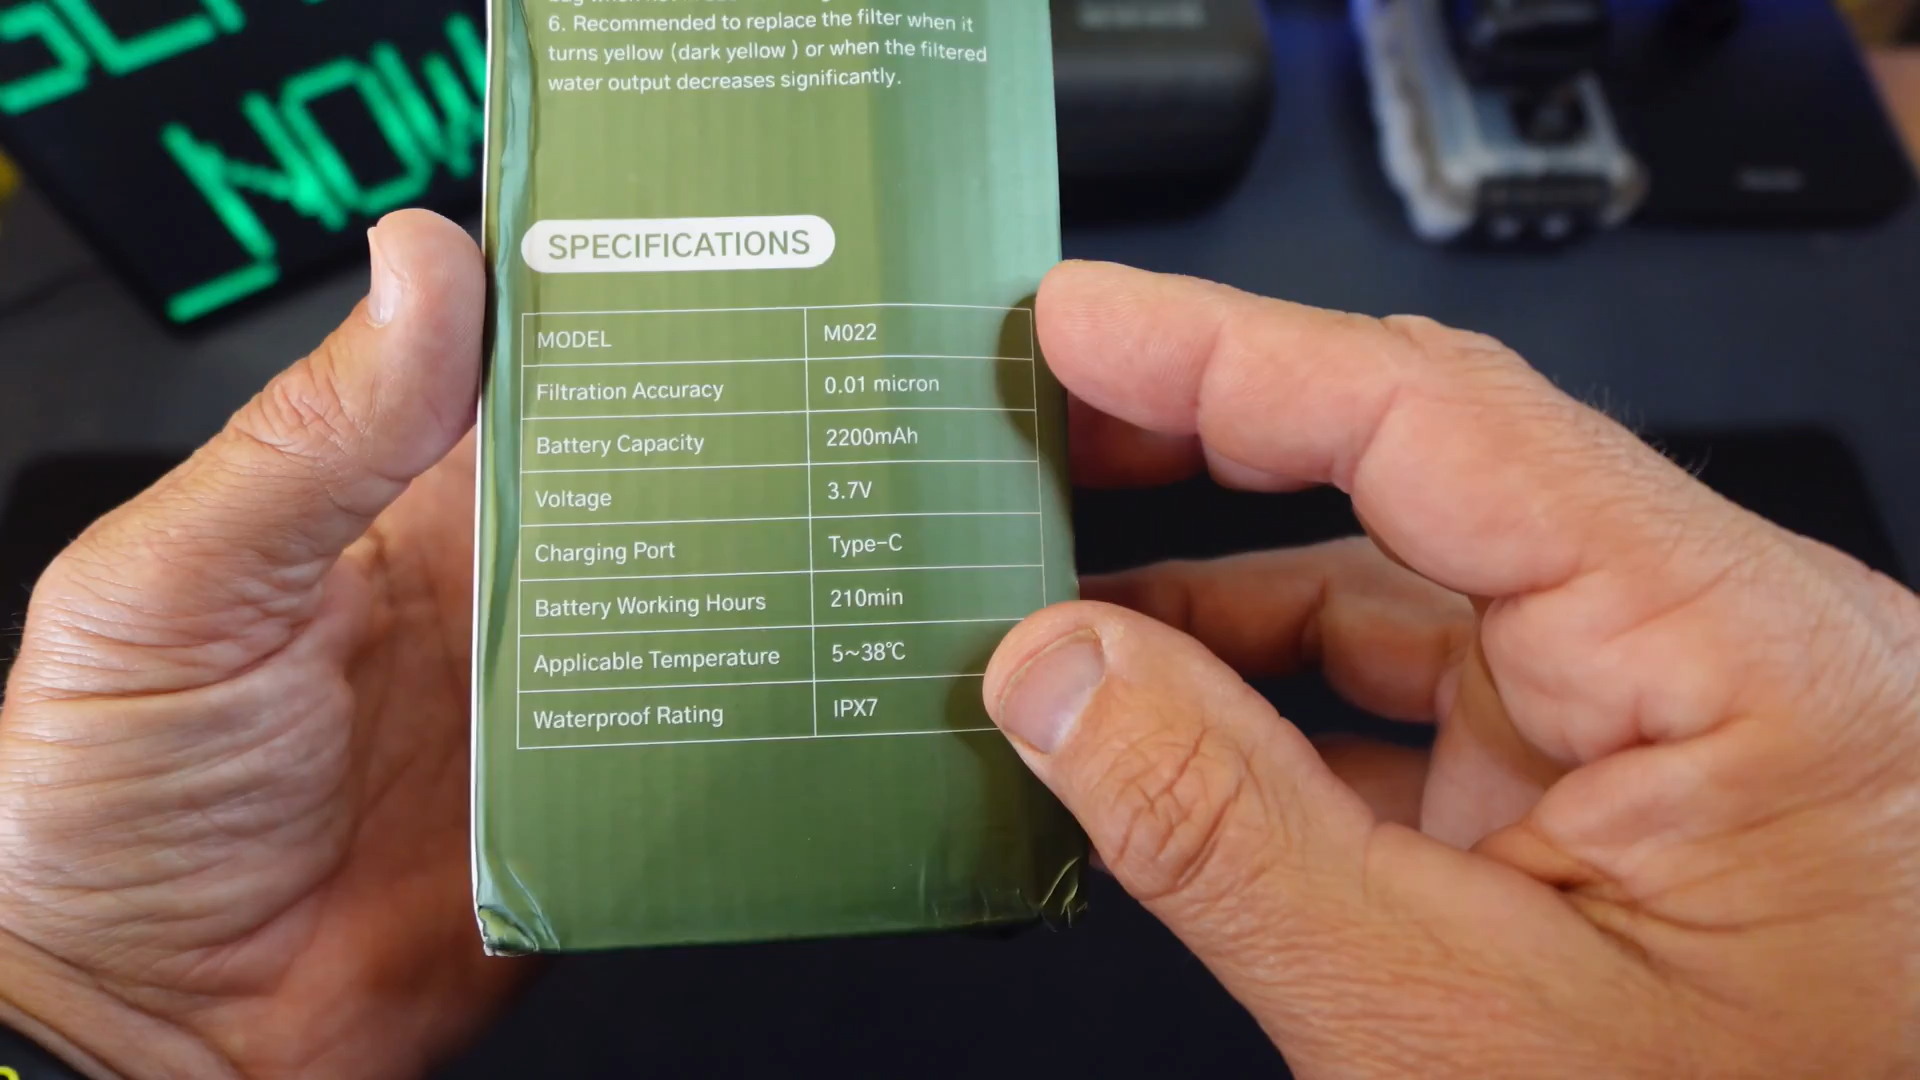 6. Recommended to replace the filter when it
turns yellow (dark yellow ) or when the filtered
water output decreases significantly.
NOW
SPECIFICATIONS
MODEL M022
Filtration Accuracy 0.01 micron
Battery Capacity 2200mAh
Voltage 3.7V
Charging Port Type-C
Battery Working Hours 210min
Applicable Temperature 5~38℃
Waterproof Rating IPX7